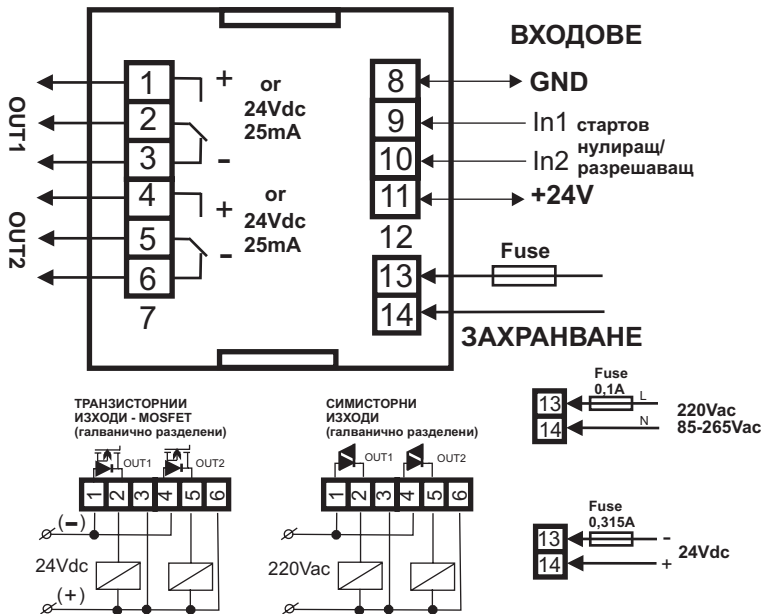 ВХОДОВЕ
1
2
3
4
5
6
7
+
or
24Vdc
25mA
-
+
or
24Vdc
25mA
-
OUT1
OUT2
8
9
10
11
12
13
14
GND
In1 стартов
In2 нулиращ/
разрешаващ
+24V
Fuse
ЗАХРАНВАНЕ
ТРАНЗИСТОРНИИ
ИЗХОДИ - MOSFET
(галванично разделени)
OUT1
OUT2
1 2 3 4 5 6
(-)
24Vdc
(+)
СИМИСТОРНИ
ИЗХОДИ
(галванично разделени)
OUT1
OUT2
1 2 3 4 5 6
220Vac
Fuse
0,1A
13 L
14 N
220Vac
85-265Vac
Fuse
0,315A
13 -
14 +
24Vdc